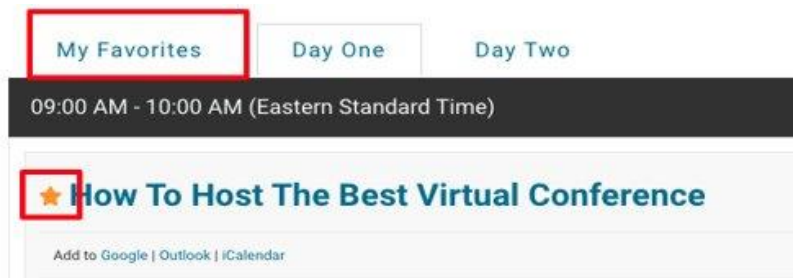 My Favorites Day One Day Two
09:00 AM - 10:00 AM (Eastern Standard Time)
How To Host The Best Virtual Conference
Add to Google | Outlook | iCalendar